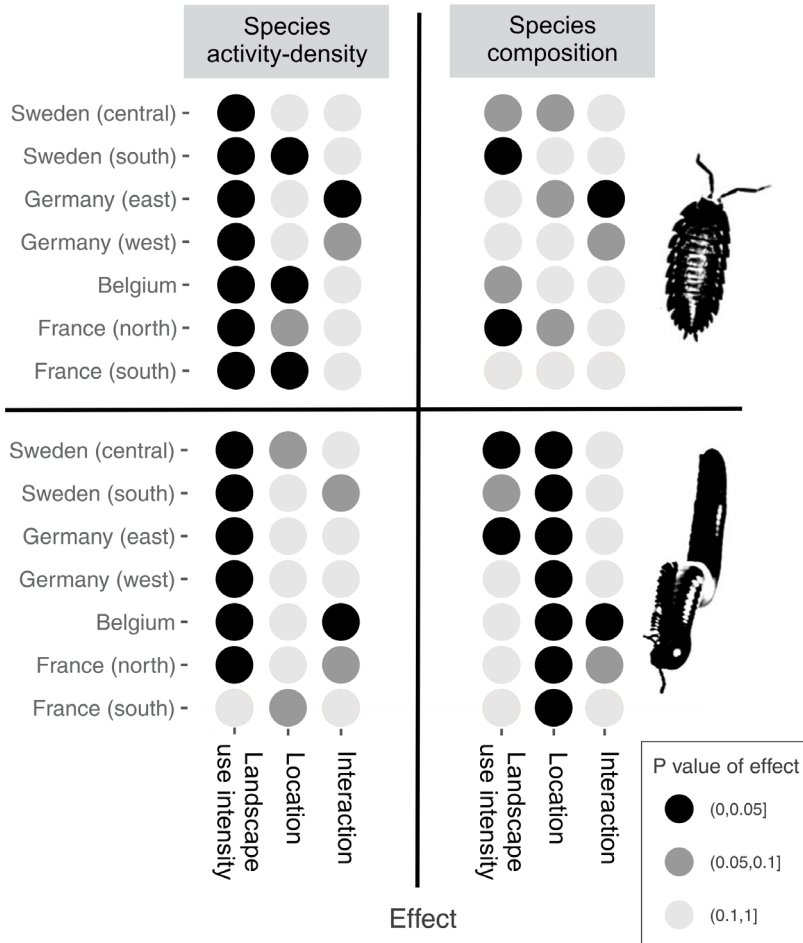 Species
activity-density
Species
composition
Sweden (central)
Sweden (south)
Germany (east)
Germany (west)
Belgium
France (north)
France (south)
Sweden (central)
Sweden (south)
Germany (east)
Germany (west)
Belgium
France (north)
France (south)
Landscape
use intensity
Location
Interaction
Landscape
use intensity
Location
Interaction
Effect
P value of effect
(0,0.05]
(0.05,0.1]
(0.1,1]